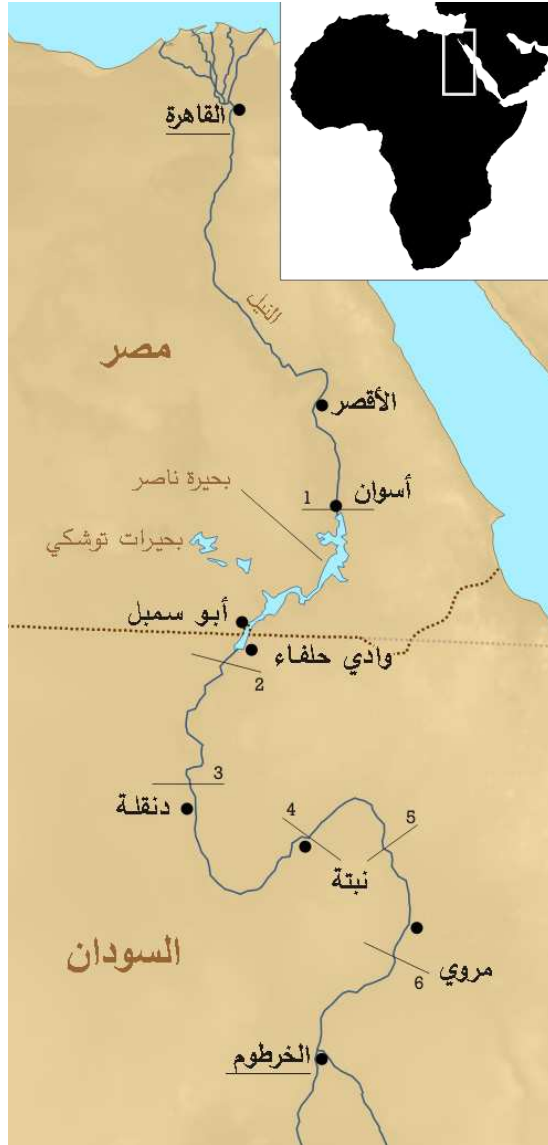 القاهرة
النيل
مصر
الأقصر
بحيرة ناصر
أسوان
1
بحيرات توشكي
أبو سمبل
وادي حلفاء
2
3
دنقلة
4
5
نبتة
السودان
مروي
6
الخرطوم